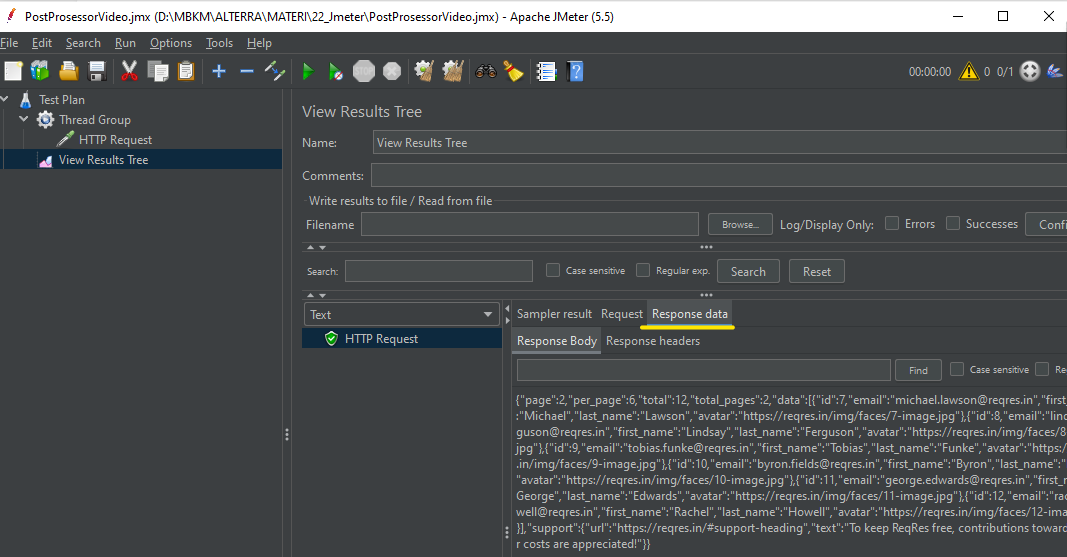 PostProsessorVideo.jmx (D:\MBKM\ALTERRA\MATERI\22_Jmeter\PostProsessorVideo.jmx) - Apache JMeter (5.5)
File Edit Search Run Options Tools Help
00:00:00 0 0/1
Test Plan
Thread Group
HTTP Request
View Results Tree
View Results Tree
Name: View Results Tree
Comments:
Write results to file / Read from file
Filename Browse... Log/Display Only: Errors Successes Confi
Search: Case sensitive Regular exp. Search Reset
Text
HTTP Request
Sampler result Request Response data
Response Body Response headers
Find Case sensitive Re
{"page":2,"per_page":6,"total":12,"total_pages":2,"data":[{"id":7,"email":"michael.lawson@reqres.in","first
:"Michael","last_name":"Lawson","avatar":"https://reqres.in/img/faces/7-image.jpg"},{"id":8,"email":"lind
guson@reqres.in","first_name":"Lindsay","last_name":"Ferguson","avatar":"https://reqres.in/img/faces/8
jpg"},{"id":9,"email":"tobias.funke@reqres.in","first_name":"Tobias","last_name":"Funke","avatar":"https:/
.in/img/faces/9-image.jpg"},{"id":10,"email":"byron.fields@reqres.in","first_name":"Byron","last_name":"
"avatar":"https://reqres.in/img/faces/10-image.jpg"},{"id":11,"email":"george.edwards@reqres.in","first_n
George","last_name":"Edwards","avatar":"https://reqres.in/img/faces/11-image.jpg"},{"id":12,"email":"rac
well@reqres.in","first_name":"Rachel","last_name":"Howell","avatar":"https://reqres.in/img/faces/12-ima
}],"support":{"url":"https://reqres.in/#support-heading","text":"To keep ReqRes free, contributions toward
r costs are appreciated!"}}